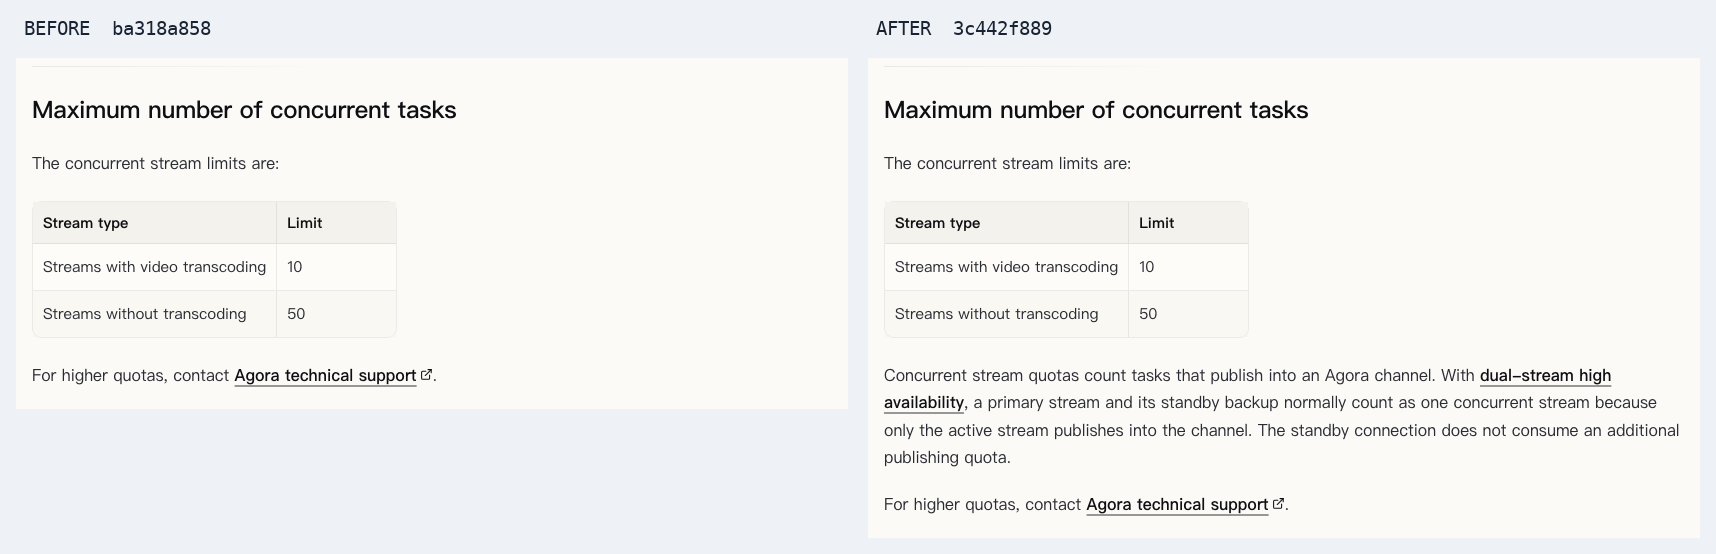 BEFORE ba318a858
Maximum number of concurrent tasks
The concurrent stream limits are:
Stream type Limit
Streams with video transcoding 10
Streams without transcoding 50
For higher quotas, contact Agora technical support.
AFTER 3c442f889
Maximum number of concurrent tasks
The concurrent stream limits are:
Stream type Limit
Streams with video transcoding 10
Streams without transcoding 50
Concurrent stream quotas count tasks that publish into an Agora channel. With dual-stream high
availability, a primary stream and its standby backup normally count as one concurrent stream because
only the active stream publishes into the channel. The standby connection does not consume an additional
publishing quota.
For higher quotas, contact Agora technical support.